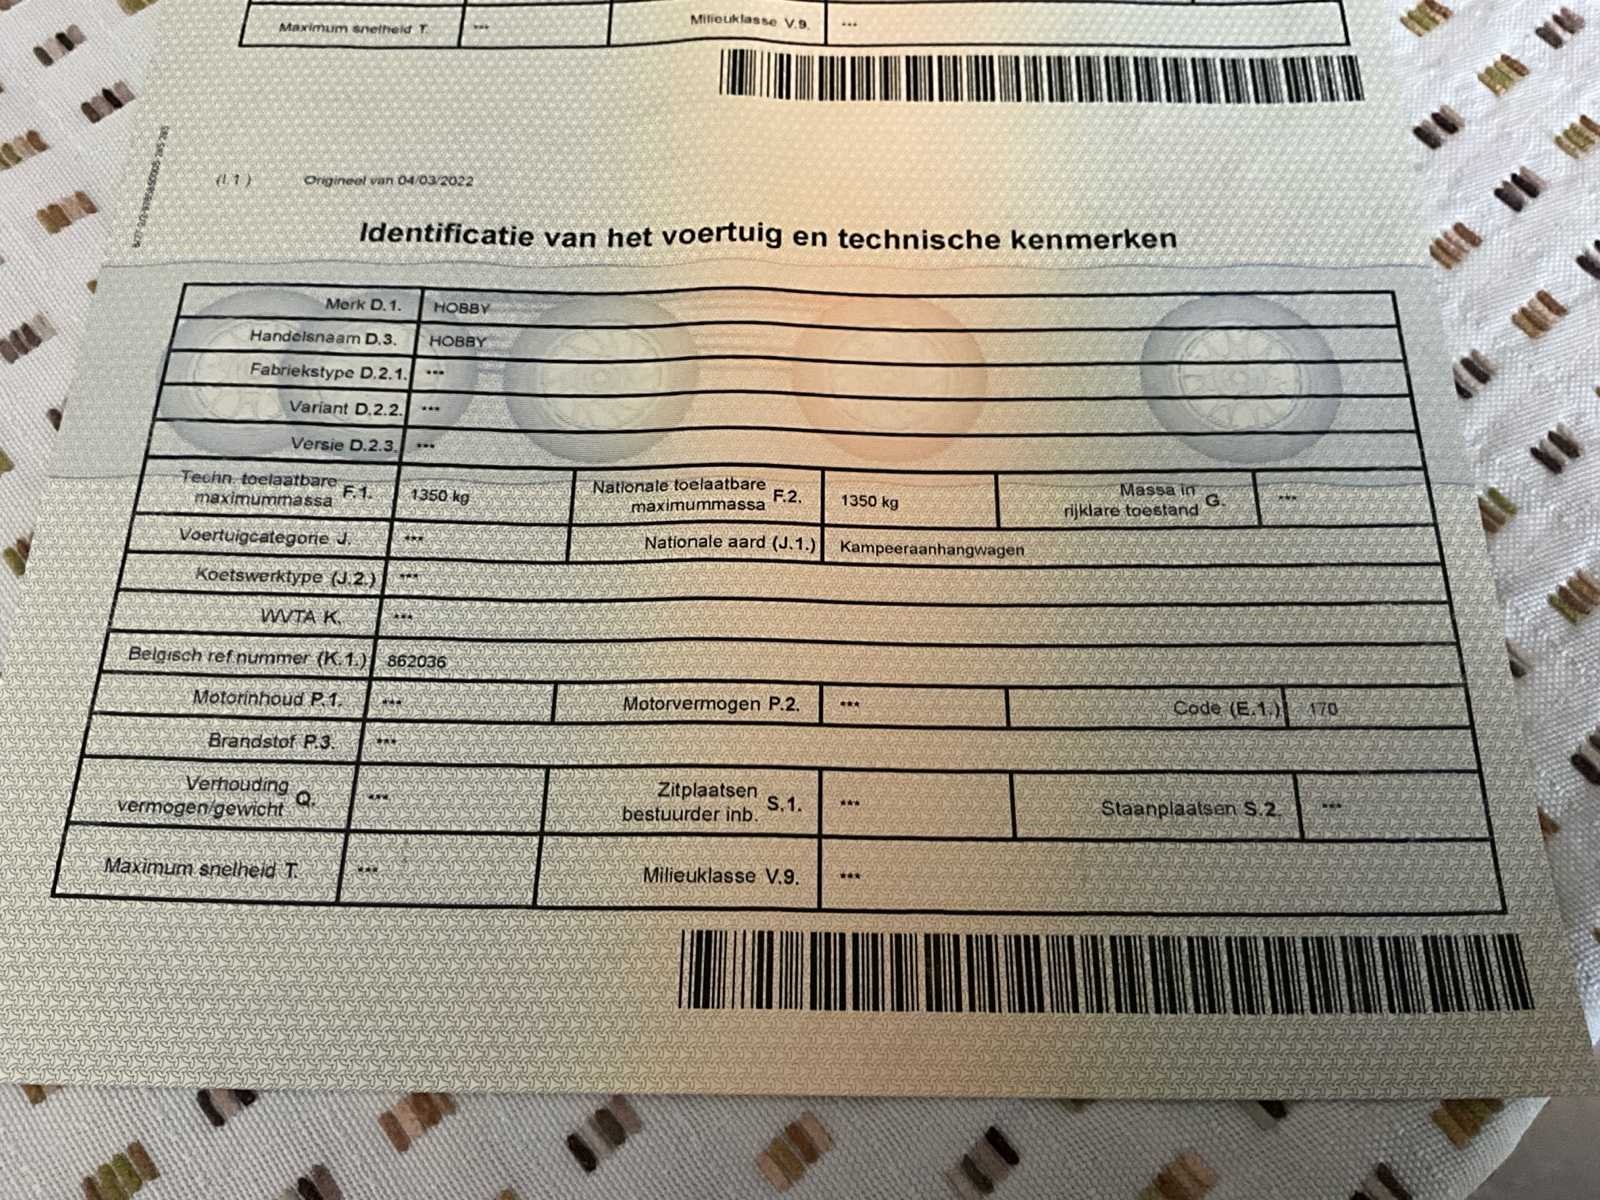 Maximum snelheid T. *** Milieuklasse V.9. ***
(I.1) Origineel van 04/03/2022
Identificatie van het voertuig en technische kenmerken
Merk D.1. HOBBY
Handelsnaam D.3. HOBBY
Fabriekstype D.2.1. ***
Variant D.2.2. ***
Versie D.2.3. ***
Techn. toelaatbare maximummassa F.1. 1350 kg Nationale toelaatbare maximummassa F.2. 1350 kg Massa in rijklare toestand G. ***
Voertuigcategorie J. *** Nationale aard (J.1.) Kampeeraanhangwagen
Koetswerktype (J.2.) ***
WVTA K. ***
Belgisch ref.nummer (K.1.) 862036
Motorinhoud P.1. *** Motorvermogen P.2. *** Code (E.1.) 170
Brandstof P.3. ***
Verhouding vermogen/gewicht Q. *** Zitplaatsen bestuurder inb. S.1. *** Staanplaatsen S.2. ***
Maximum snelheid T. *** Milieuklasse V.9. ***